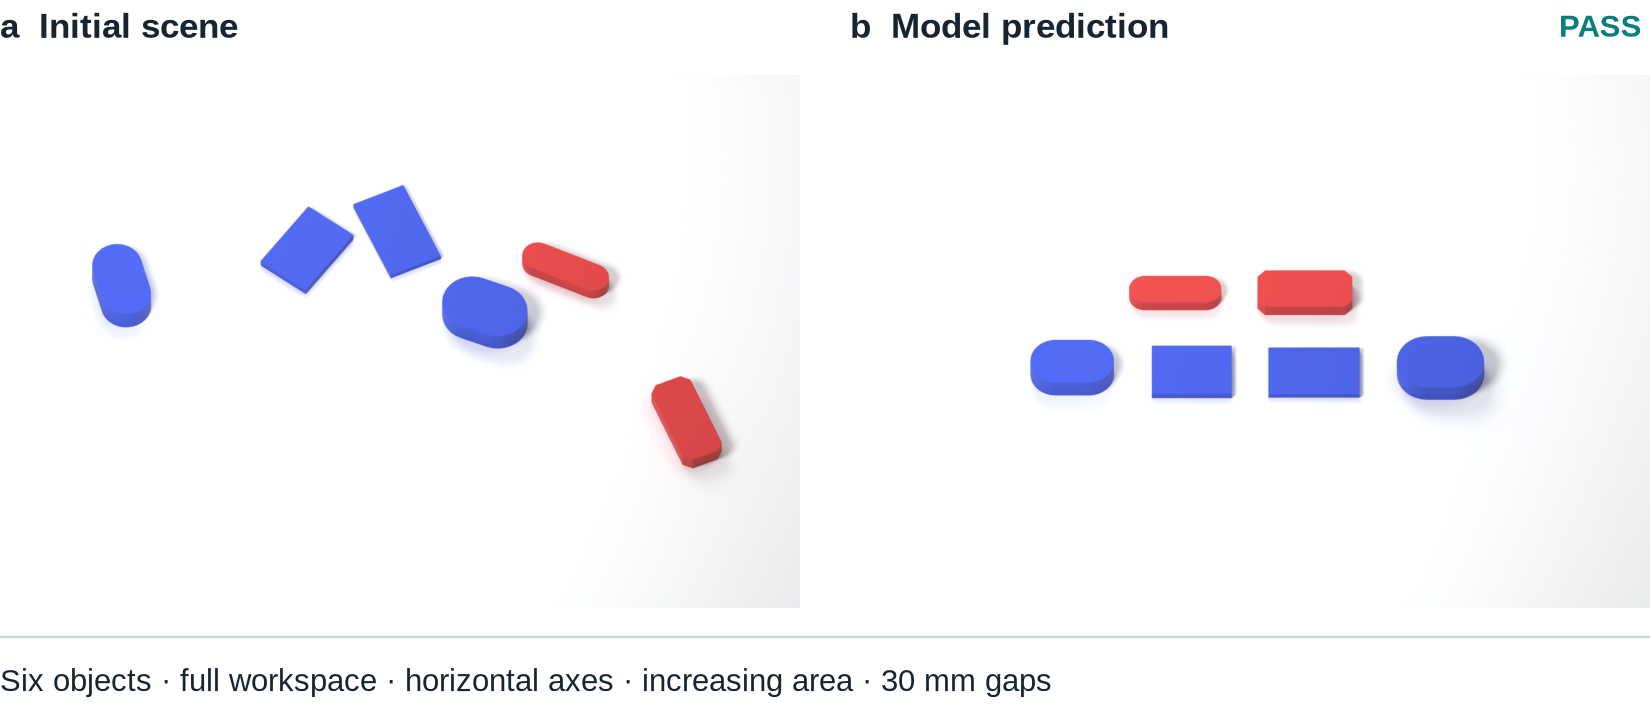 a Initial scene
b Model prediction
PASS
Six objects · full workspace · horizontal axes · increasing area · 30 mm gaps